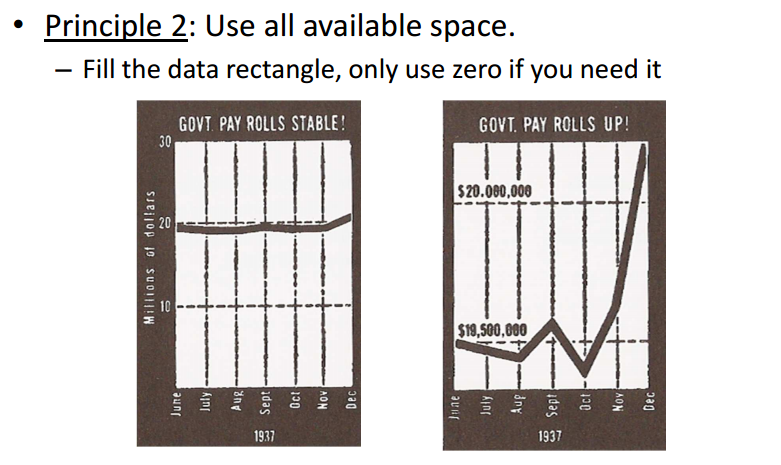 • Principle 2: Use all available space.
– Fill the data rectangle, only use zero if you need it
GOVT. PAY ROLLS STABLE!
30
20
10
Millions of dollars
June July Aug Sept Oct Nov Dec
1937
GOVT. PAY ROLLS UP!
$20.000,000
$19,500,000
June July Aug Sept Oct Nov Dec
1937